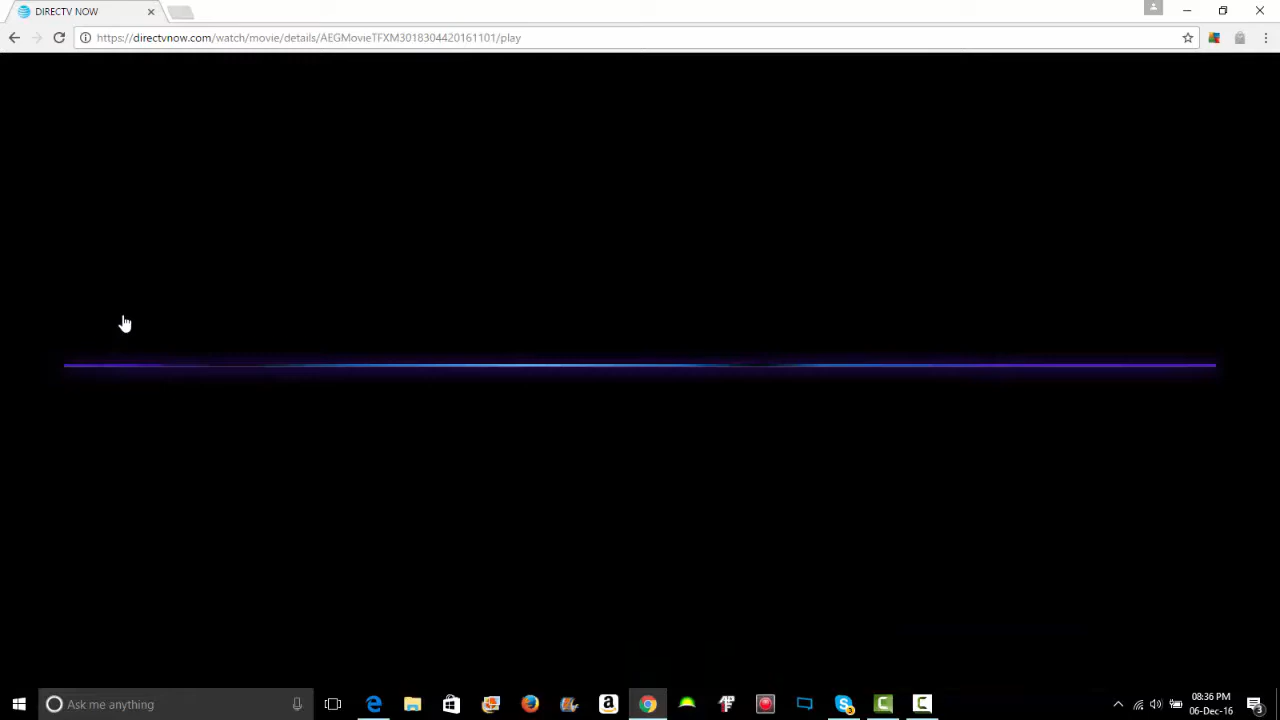 DIRECTV NOW
https://directvnow.com/watch/movie/details/AEGMovieTFXM3018304420161101/play
Ask me anything
08:36 PM
06-Dec-16